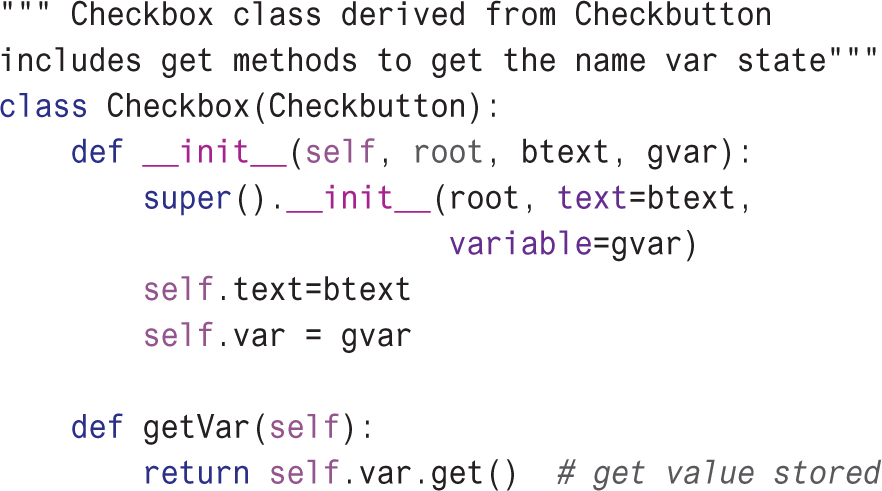 """ Checkbox class derived from Checkbutton
includes get methods to get the name var state"""
class Checkbox(Checkbutton):
    def __init__(self, root, btext, gvar):
        super().__init__(root, text=btext,
                         variable=gvar)
        self.text=btext
        self.var = gvar

    def getVar(self):
        return self.var.get()  # get value stored